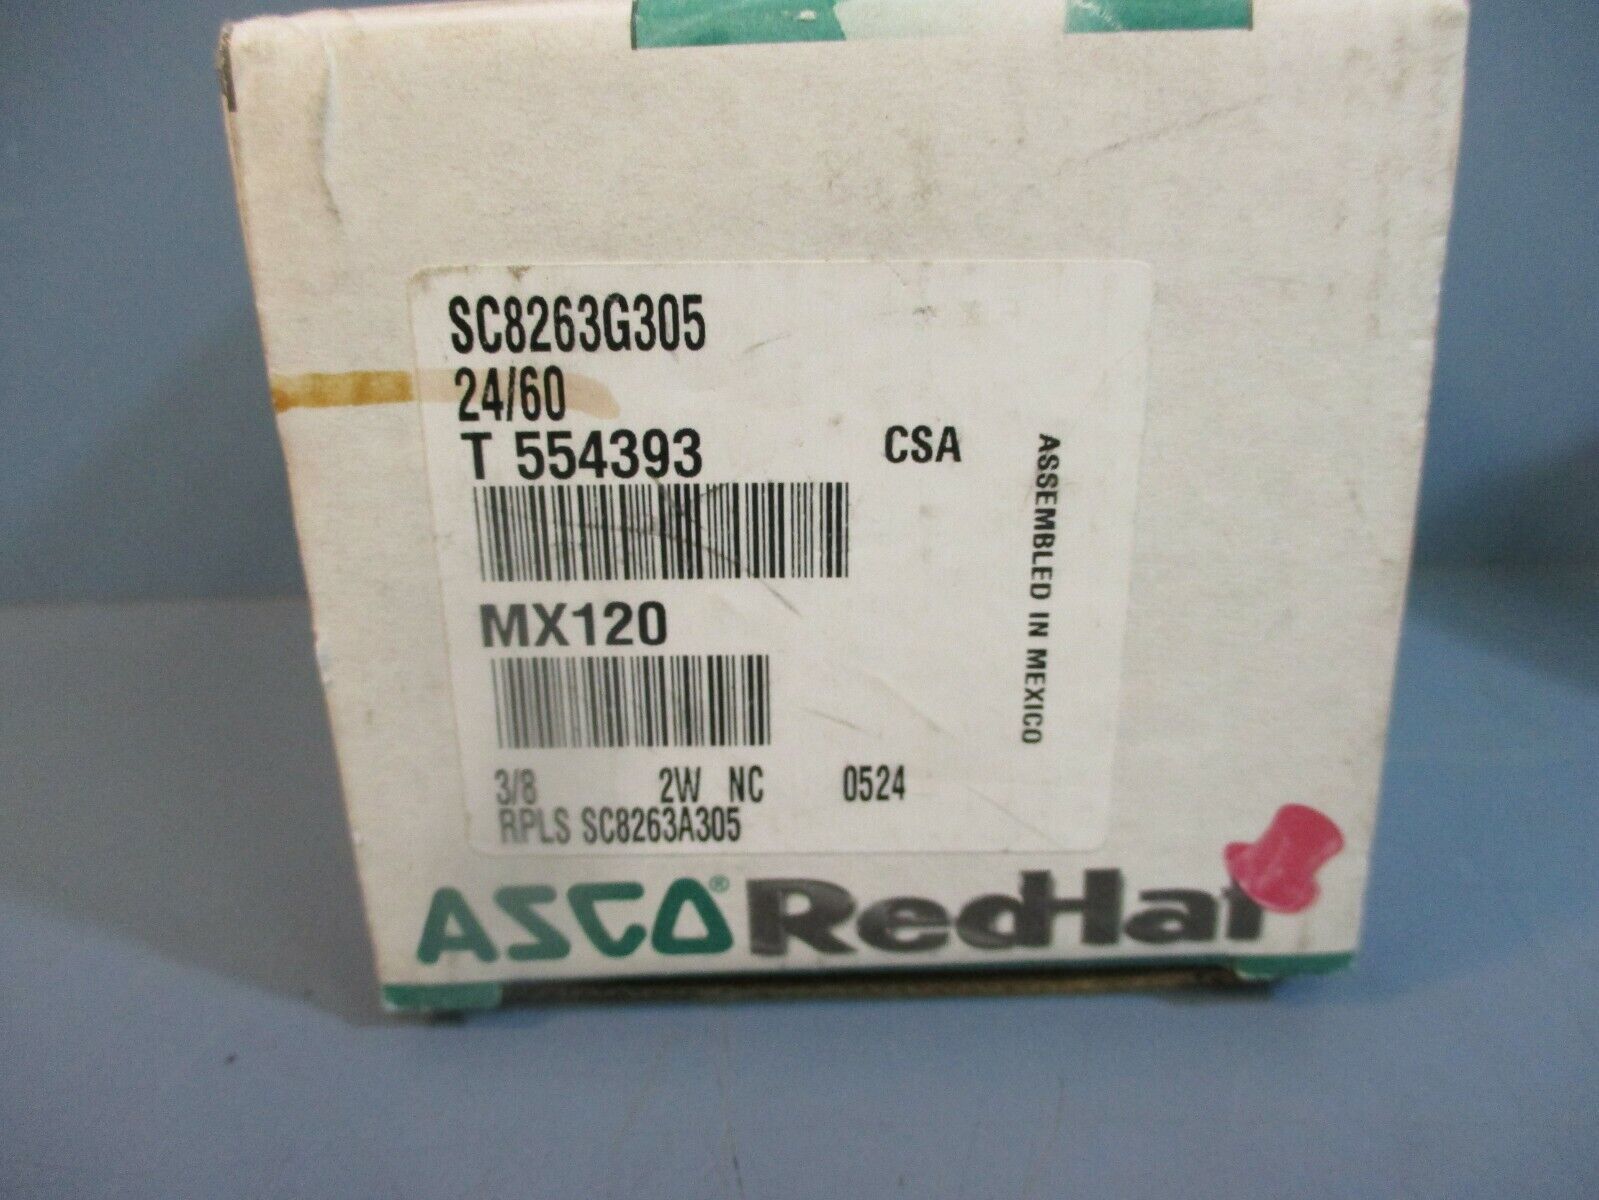 SC8263G305
24/60
T 554393
CSA
ASSEMBLED IN MEXICO
MX120
3/8 2W NC 0524
RPLS SC8263A305
ASCO® RedHat